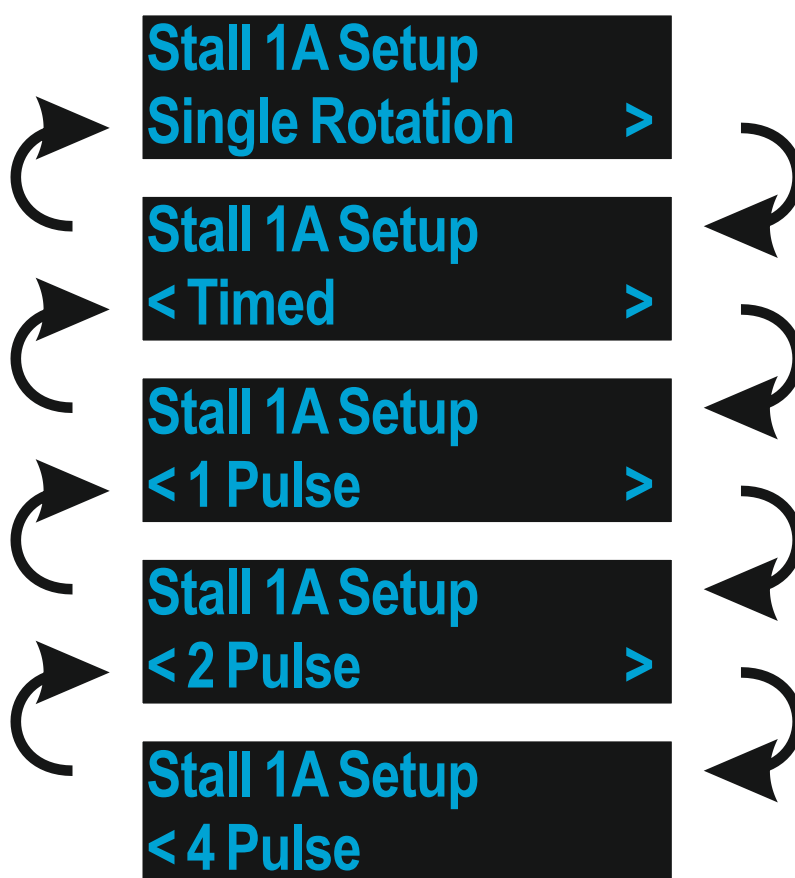 Stall 1A Setup
Single Rotation >
Stall 1A Setup
< Timed >
Stall 1A Setup
< 1 Pulse >
Stall 1A Setup
< 2 Pulse >
Stall 1A Setup
< 4 Pulse